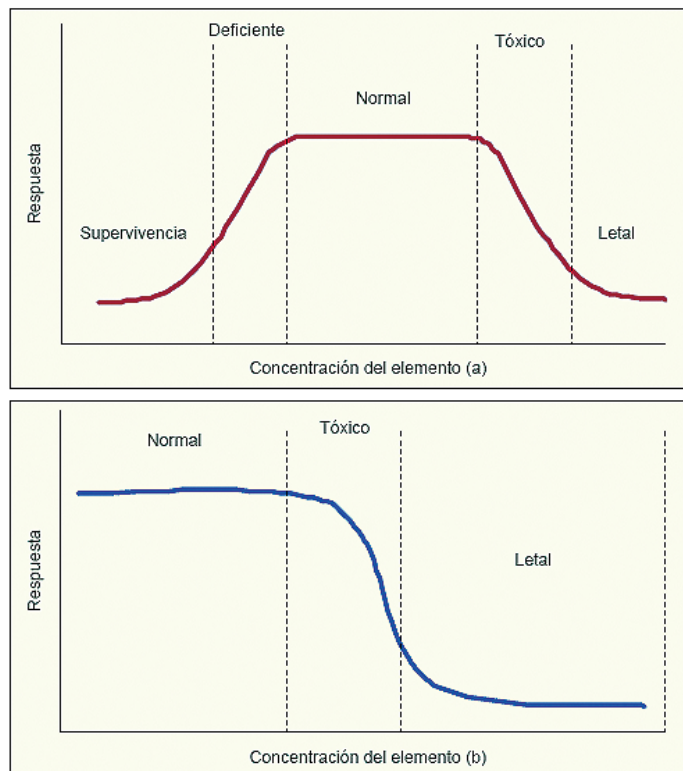 Deficiente
Tóxico
Normal
Respuesta
Supervivencia
Letal
Concentración del elemento (a)
Normal
Tóxico
Letal
Respuesta
Concentración del elemento (b)